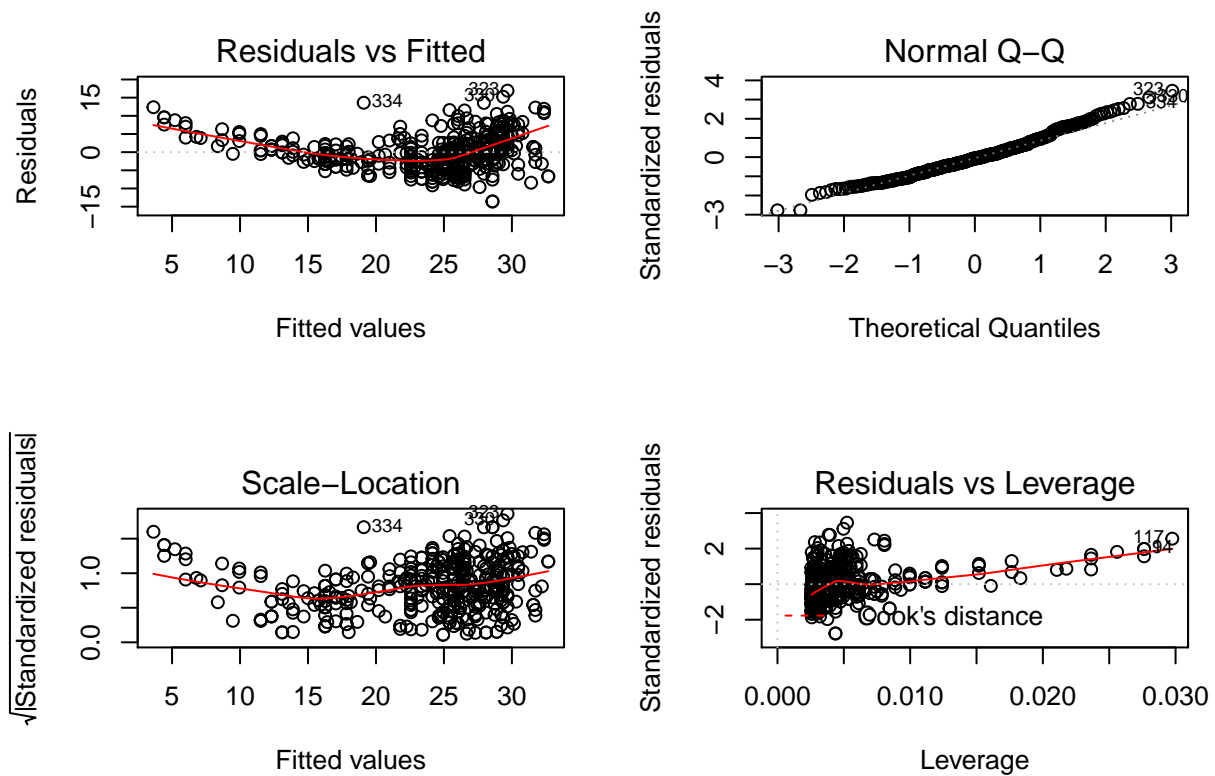 Residuals vs Fitted
Residuals
15
0
−15
323
330
334
5 10 15 20 25 30
Fitted values
Normal Q−Q
Standardized residuals
4
2
0
−3
323
334
−3 −2 −1 0 1 2 3
Theoretical Quantiles
Scale−Location
√|Standardized residuals|
1.0
0.0
323
330
334
5 10 15 20 25 30
Fitted values
Residuals vs Leverage
Standardized residuals
2
−2
117
Cook's distance
0.000 0.010 0.020 0.030
Leverage